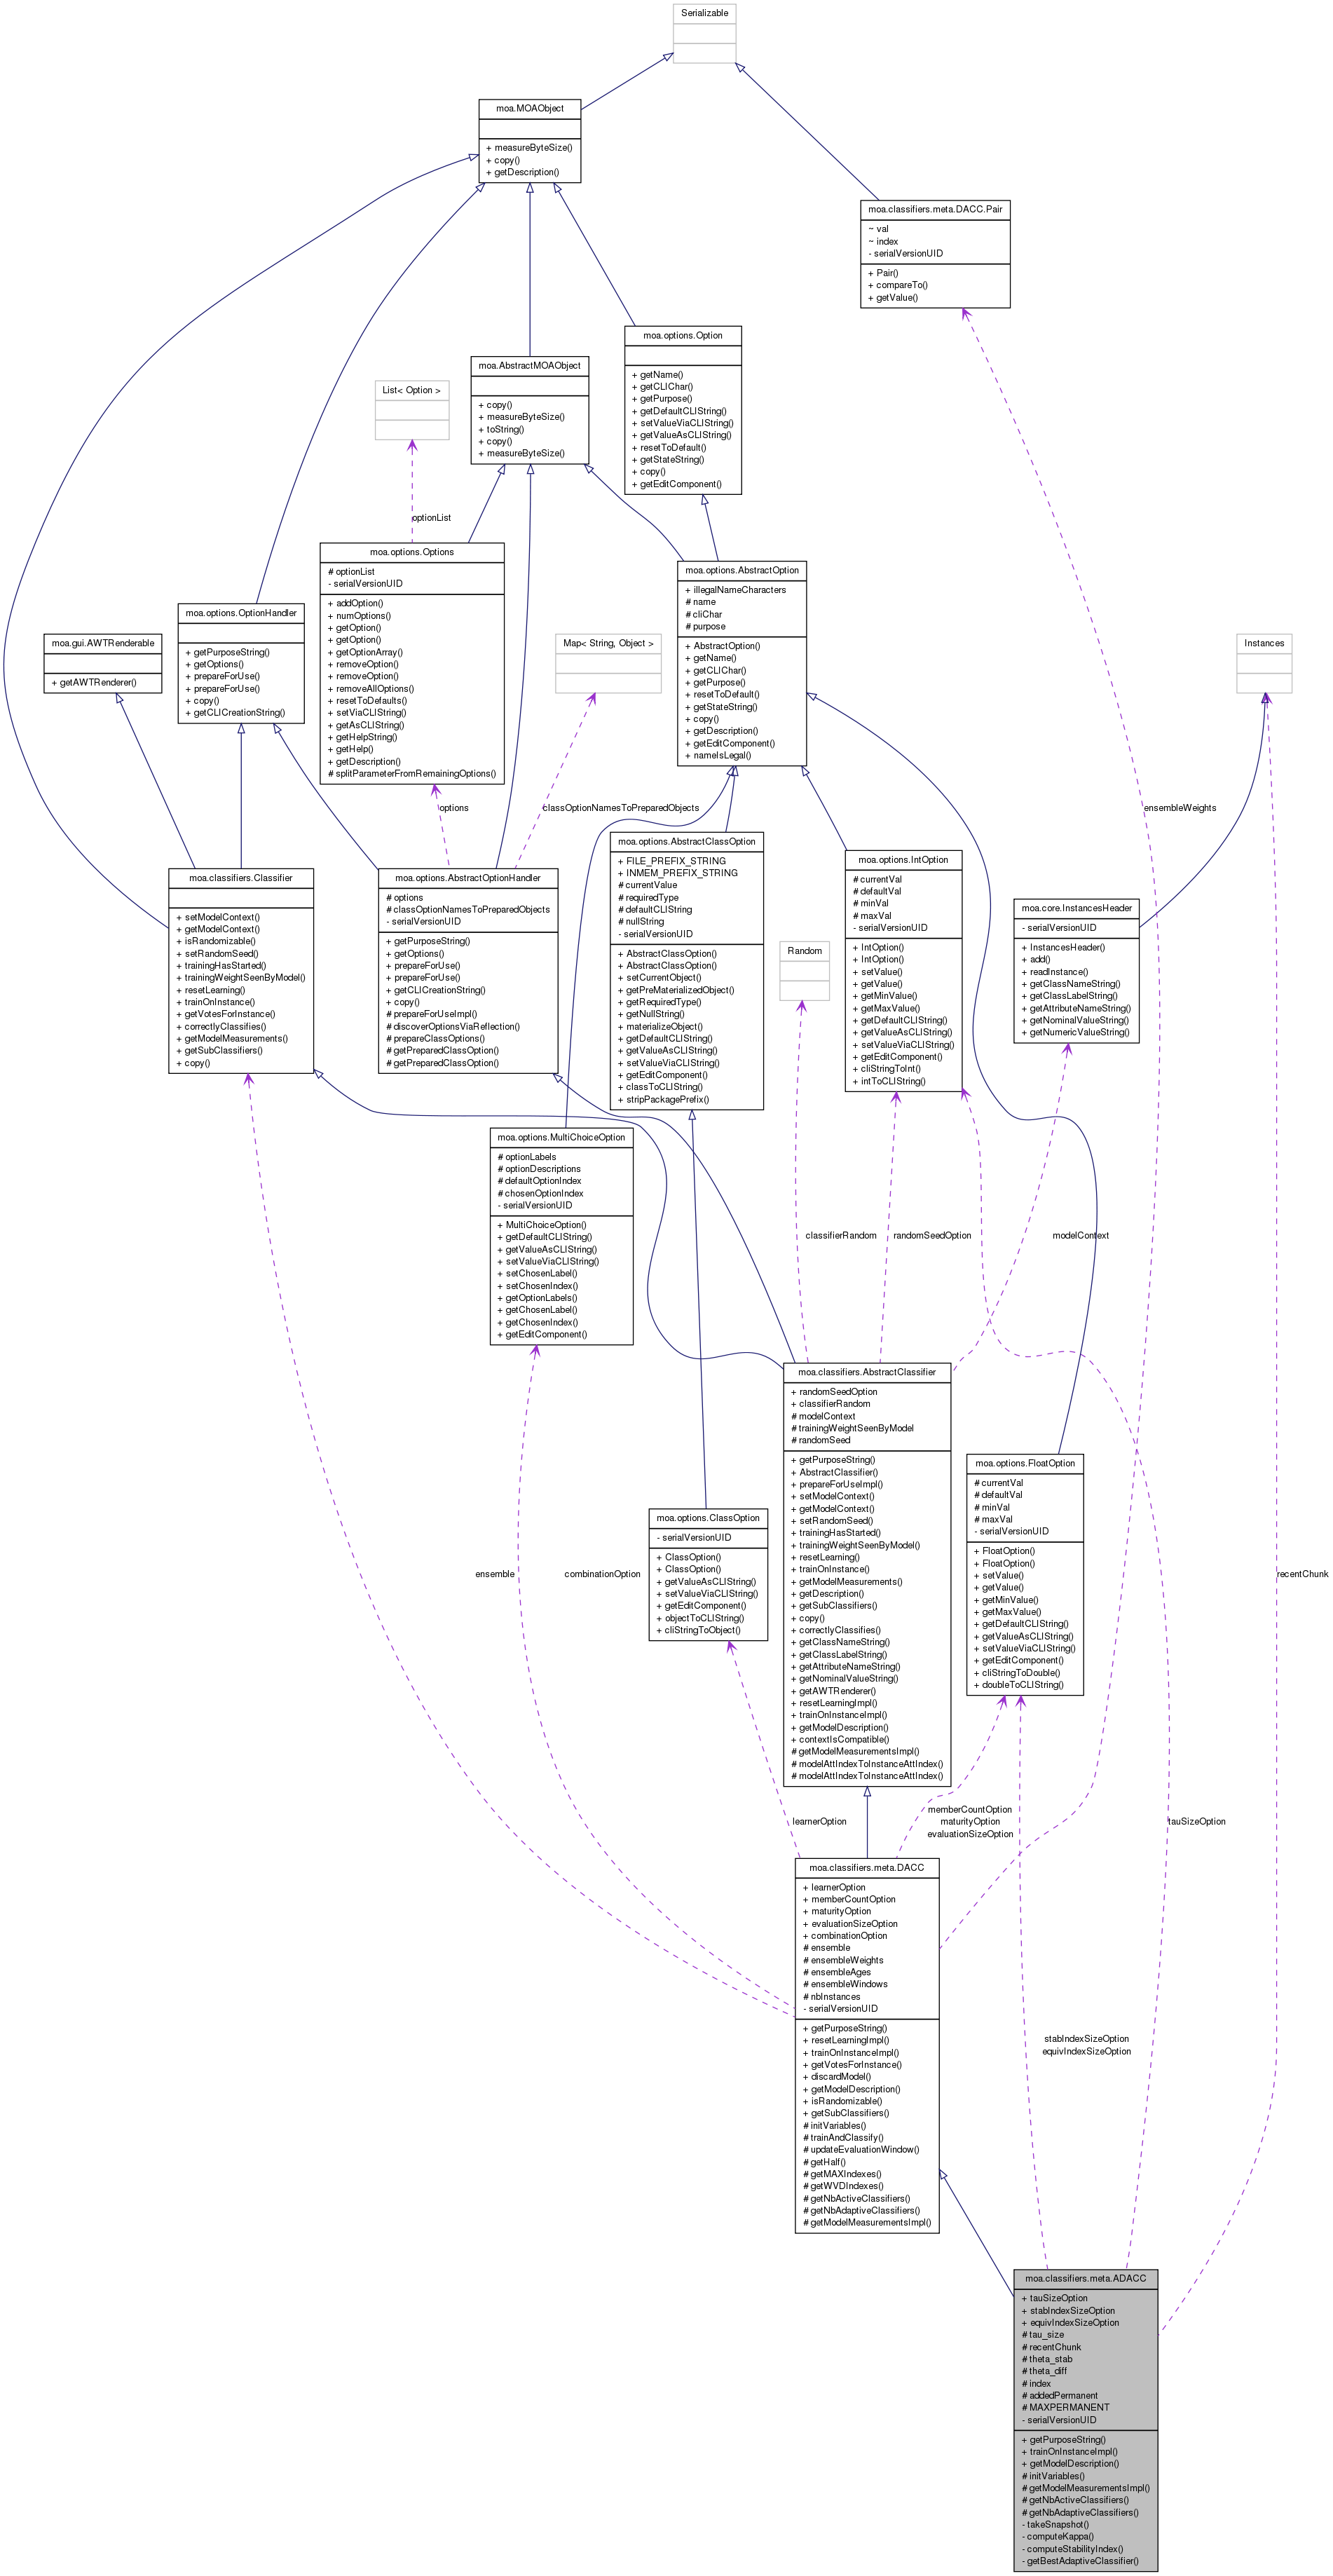 Serializable
moa.MOAObject
+ measureByteSize()
+ copy()
+ getDescription()
moa.classifiers.meta.DACC.Pair
~ val
~ index
- serialVersionUID
+ Pair()
+ compareTo()
+ getValue()
moa.options.Option
+ getName()
+ getCLIChar()
+ getPurpose()
+ getDefaultCLIString()
+ setValueViaCLIString()
+ getValueAsCLIString()
+ resetToDefault()
+ getStateString()
+ copy()
+ getEditComponent()
moa.AbstractMOAObject
+ copy()
+ measureByteSize()
+ toString()
+ copy()
+ measureByteSize()
List< Option >
optionList
moa.options.Options
# optionList
- serialVersionUID
+ addOption()
+ numOptions()
+ getOption()
+ getOption()
+ getOptionArray()
+ removeOption()
+ removeOption()
+ removeAllOptions()
+ resetToDefaults()
+ setViaCLIString()
+ getAsCLIString()
+ getHelpString()
+ getHelp()
+ getDescription()
# splitParameterFromRemainingOptions()
moa.options.AbstractOption
+ illegalNameCharacters
# name
# cliChar
# purpose
+ AbstractOption()
+ getName()
+ getCLIChar()
+ getPurpose()
+ resetToDefault()
+ getStateString()
+ copy()
+ getDescription()
+ getEditComponent()
+ nameIsLegal()
moa.options.OptionHandler
+ getPurposeString()
+ getOptions()
+ prepareForUse()
+ prepareForUse()
+ copy()
+ getCLICreationString()
moa.gui.AWTRenderable
+ getAWTRenderer()
Map< String, Object >
Instances
options
classOptionNamesToPreparedObjects
ensembleWeights
moa.classifiers.Classifier
+ setModelContext()
+ getModelContext()
+ isRandomizable()
+ setRandomSeed()
+ trainingHasStarted()
+ trainingWeightSeenByModel()
+ resetLearning()
+ trainOnInstance()
+ getVotesForInstance()
+ correctlyClassifies()
+ getModelMeasurements()
+ getSubClassifiers()
+ copy()
moa.options.AbstractOptionHandler
# options
# classOptionNamesToPreparedObjects
- serialVersionUID
+ getPurposeString()
+ getOptions()
+ prepareForUse()
+ prepareForUse()
+ getCLICreationString()
+ copy()
# prepareForUseImpl()
# discoverOptionsViaReflection()
# prepareClassOptions()
# getPreparedClassOption()
# getPreparedClassOption()
moa.options.AbstractClassOption
+ FILE_PREFIX_STRING
+ INMEM_PREFIX_STRING
# currentValue
# requiredType
# defaultCLIString
# nullString
- serialVersionUID
+ AbstractClassOption()
+ AbstractClassOption()
+ setCurrentObject()
+ getPreMaterializedObject()
+ getRequiredType()
+ getNullString()
+ materializeObject()
+ getDefaultCLIString()
+ getValueAsCLIString()
+ setValueViaCLIString()
+ getEditComponent()
+ classToCLIString()
+ stripPackagePrefix()
Random
moa.options.IntOption
# currentVal
# defaultVal
# minVal
# maxVal
- serialVersionUID
+ IntOption()
+ IntOption()
+ setValue()
+ getValue()
+ getMinValue()
+ getMaxValue()
+ getDefaultCLIString()
+ getValueAsCLIString()
+ setValueViaCLIString()
+ getEditComponent()
+ cliStringToInt()
+ intToCLIString()
moa.core.InstancesHeader
- serialVersionUID
+ InstancesHeader()
+ add()
+ readInstance()
+ getClassNameString()
+ getClassLabelString()
+ getAttributeNameString()
+ getNominalValueString()
+ getNumericValueString()
moa.options.MultiChoiceOption
# optionLabels
# optionDescriptions
# defaultOptionIndex
# chosenOptionIndex
- serialVersionUID
+ MultiChoiceOption()
+ getDefaultCLIString()
+ getValueAsCLIString()
+ setValueViaCLIString()
+ setChosenLabel()
+ setChosenIndex()
+ getOptionLabels()
+ getChosenLabel()
+ getChosenIndex()
+ getEditComponent()
classifierRandom
randomSeedOption
modelContext
moa.classifiers.AbstractClassifier
+ randomSeedOption
+ classifierRandom
# modelContext
# trainingWeightSeenByModel
# randomSeed
+ getPurposeString()
+ AbstractClassifier()
+ prepareForUseImpl()
+ setModelContext()
+ getModelContext()
+ setRandomSeed()
+ trainingHasStarted()
+ trainingWeightSeenByModel()
+ resetLearning()
+ trainOnInstance()
+ getModelMeasurements()
+ getDescription()
+ getSubClassifiers()
+ copy()
+ correctlyClassifies()
+ getClassNameString()
+ getClassLabelString()
+ getAttributeNameString()
+ getNominalValueString()
+ getAWTRenderer()
+ resetLearningImpl()
+ trainOnInstanceImpl()
+ getModelDescription()
+ contextIsCompatible()
# getModelMeasurementsImpl()
# modelAttIndexToInstanceAttIndex()
# modelAttIndexToInstanceAttIndex()
moa.options.FloatOption
# currentVal
# defaultVal
# minVal
# maxVal
- serialVersionUID
+ FloatOption()
+ FloatOption()
+ setValue()
+ getValue()
+ getMinValue()
+ getMaxValue()
+ getDefaultCLIString()
+ getValueAsCLIString()
+ setValueViaCLIString()
+ getEditComponent()
+ cliStringToDouble()
+ doubleToCLIString()
moa.options.ClassOption
- serialVersionUID
+ ClassOption()
+ ClassOption()
+ getValueAsCLIString()
+ setValueViaCLIString()
+ getEditComponent()
+ objectToCLIString()
+ cliStringToObject()
ensemble
combinationOption
recentChunk
learnerOption
memberCountOption
maturityOption
evaluationSizeOption
tauSizeOption
moa.classifiers.meta.DACC
+ learnerOption
+ memberCountOption
+ maturityOption
+ evaluationSizeOption
+ combinationOption
# ensemble
# ensembleWeights
# ensembleAges
# ensembleWindows
# nbInstances
- serialVersionUID
+ getPurposeString()
+ resetLearningImpl()
+ trainOnInstanceImpl()
+ getVotesForInstance()
+ discardModel()
+ getModelDescription()
+ isRandomizable()
+ getSubClassifiers()
# initVariables()
# trainAndClassify()
# updateEvaluationWindow()
# getHalf()
# getMAXIndexes()
# getWVDIndexes()
# getNbActiveClassifiers()
# getNbAdaptiveClassifiers()
# getModelMeasurementsImpl()
stabIndexSizeOption
equivIndexSizeOption
moa.classifiers.meta.ADACC
+ tauSizeOption
+ stabIndexSizeOption
+ equivIndexSizeOption
# tau_size
# recentChunk
# theta_stab
# theta_diff
# index
# addedPermanent
# MAXPERMANENT
- serialVersionUID
+ getPurposeString()
+ trainOnInstanceImpl()
+ getModelDescription()
# initVariables()
# getModelMeasurementsImpl()
# getNbActiveClassifiers()
# getNbAdaptiveClassifiers()
- takeSnapshot()
- computeKappa()
- computeStabilityIndex()
- getBestAdaptiveClassifier()